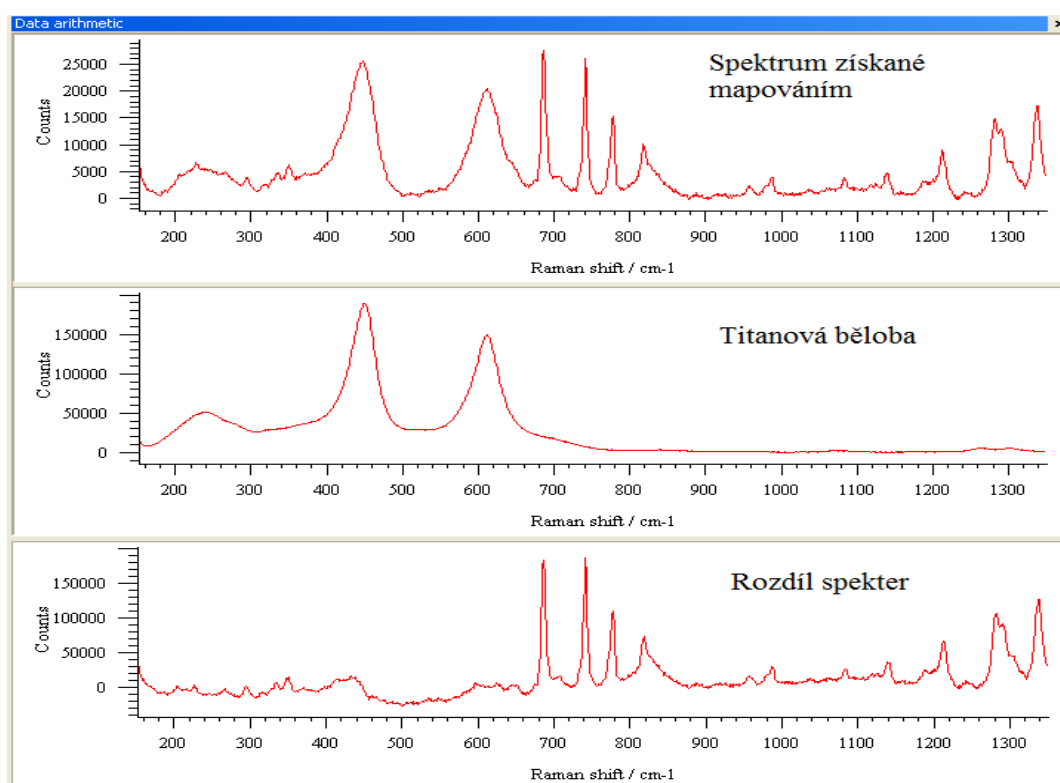 Data arithmetic
Spektrum získané
mapováním
Counts
25000
20000
15000
10000
5000
0
200 300 400 500 600 700 800 900 1000 1100 1200 1300
Raman shift / cm-1
Titanová běloba
Counts
150000
100000
50000
0
200 300 400 500 600 700 800 900 1000 1100 1200 1300
Raman shift / cm-1
Rozdíl spekter
Counts
150000
100000
50000
0
200 300 400 500 600 700 800 900 1000 1100 1200 1300
Raman shift / cm-1